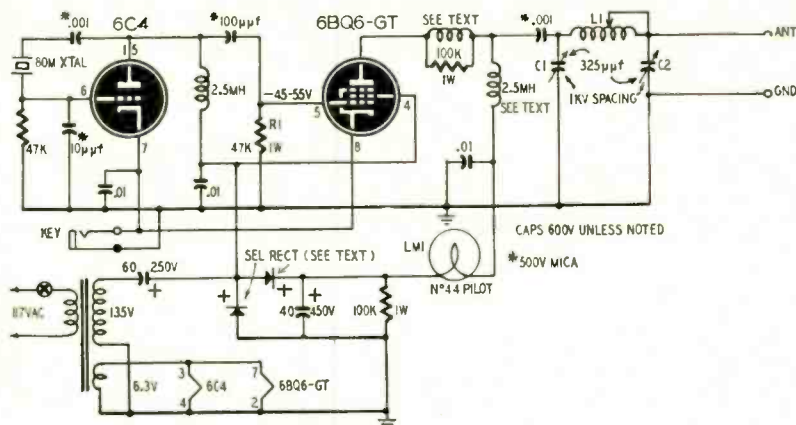 6C4
6BQ6-GT
SEE TEXT
*.001
*100µµf
*.001
L1
ANT
1 5
80M XTAL
100K
1W
C1
325µµf
C2
2.5MH
2.5MH
SEE TEXT
1KV SPACING
GND
6
-45-55V
5
4
R1
1W
47K
*
10µµf
7
47K
8
.01
.01
.01
KEY
CAPS 600V UNLESS NOTED
SEL RECT (SEE TEXT)
LM1
*500V MICA
60
250V
+
+
+
+
Nº44 PILOT
117VAC
135V
40
450V
100K
1W
6.3V
3
6C4
4
7
6BQ6-GT
2